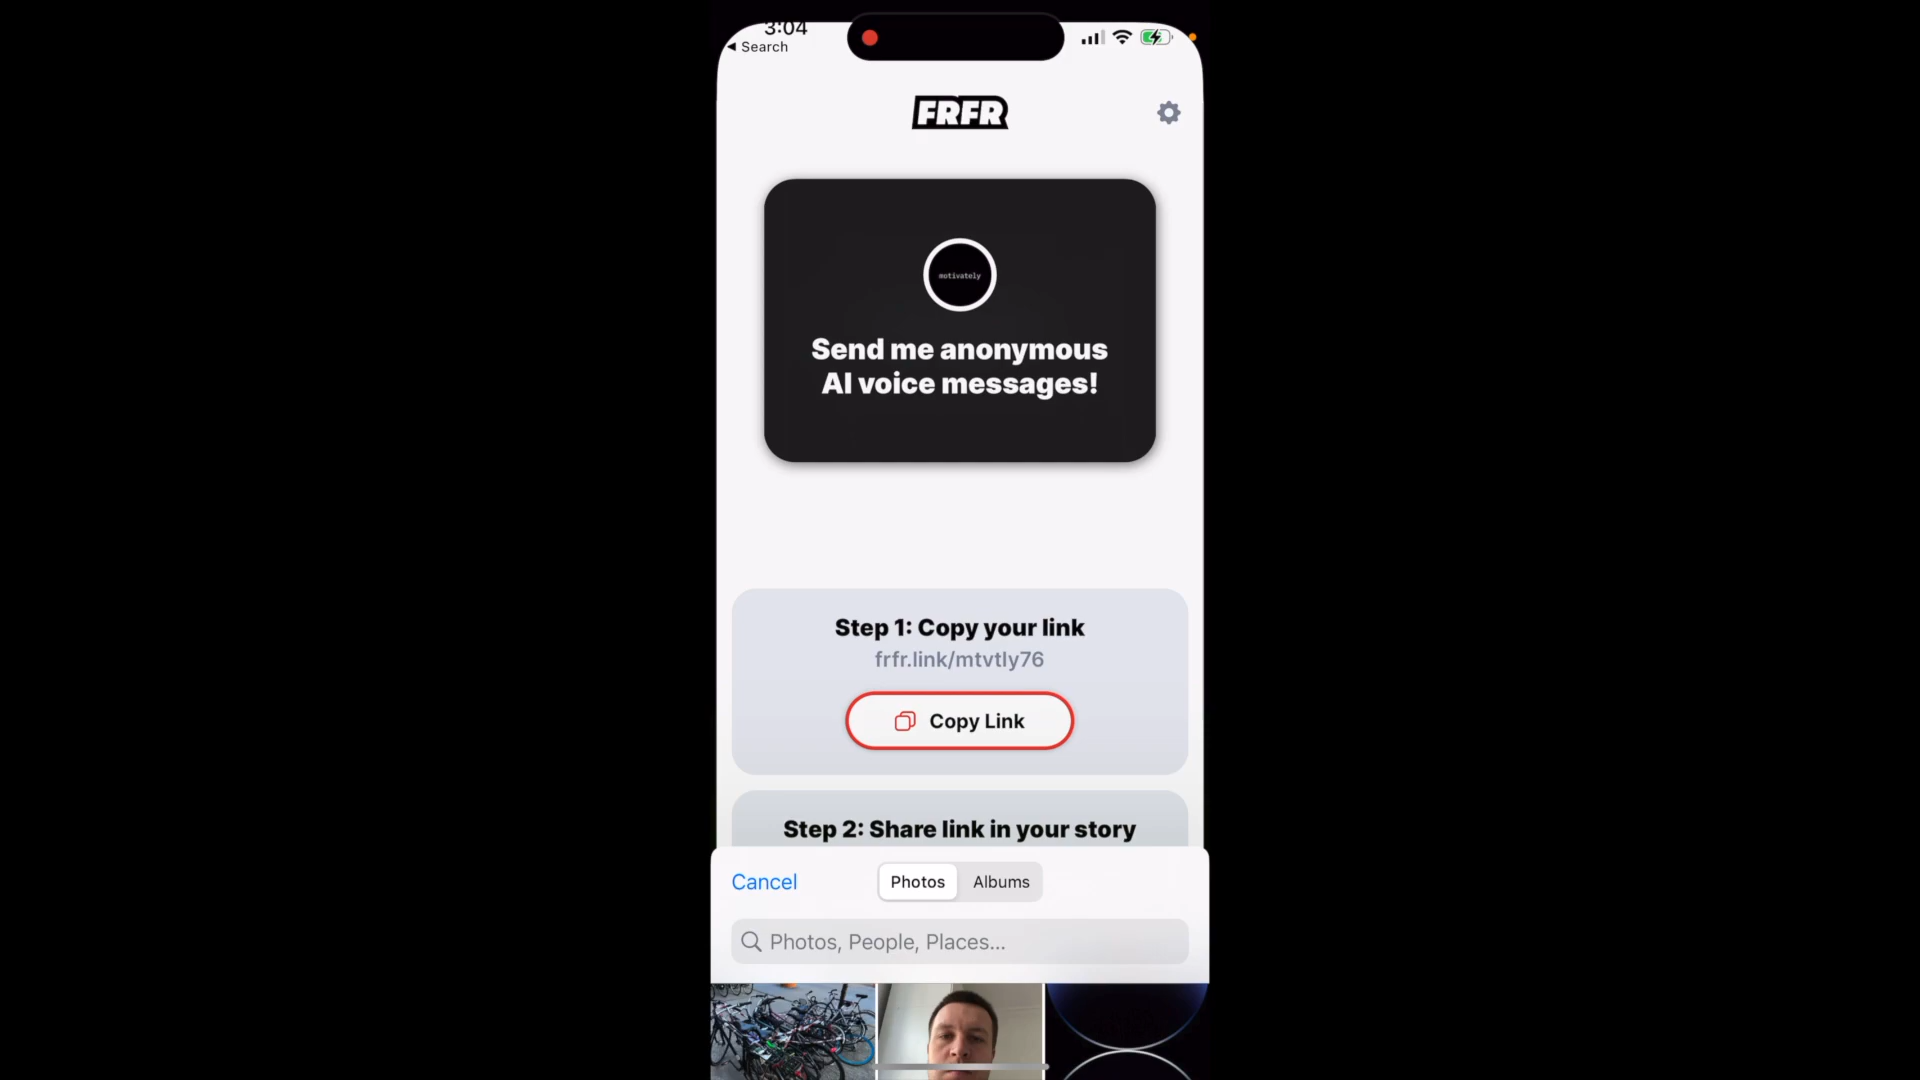 3:04
Search
FRFR
motivately
Send me anonymous
AI voice messages!
Step 1: Copy your link
frfr.link/mtvtly76
Copy Link
Step 2: Share link in your story
Cancel
Photos
Albums
Photos, People, Places...